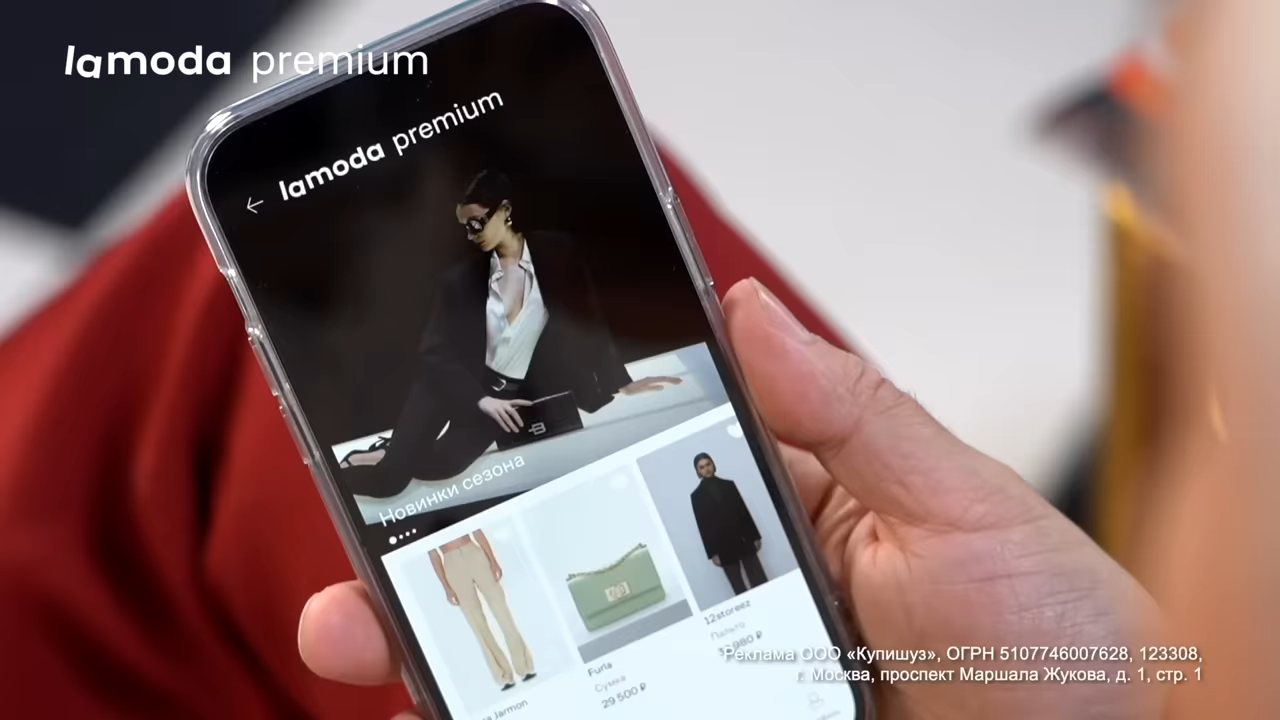 lamoda premium
lamoda premium
Новинки сезона
12storeez
Пальто
Furla
Сумка
29 500 ₽
Jarmon
Реклама ООО «Купишуз», ОГРН 5107746007628, 123308,
г. Москва, проспект Маршала Жукова, д. 1, стр. 1